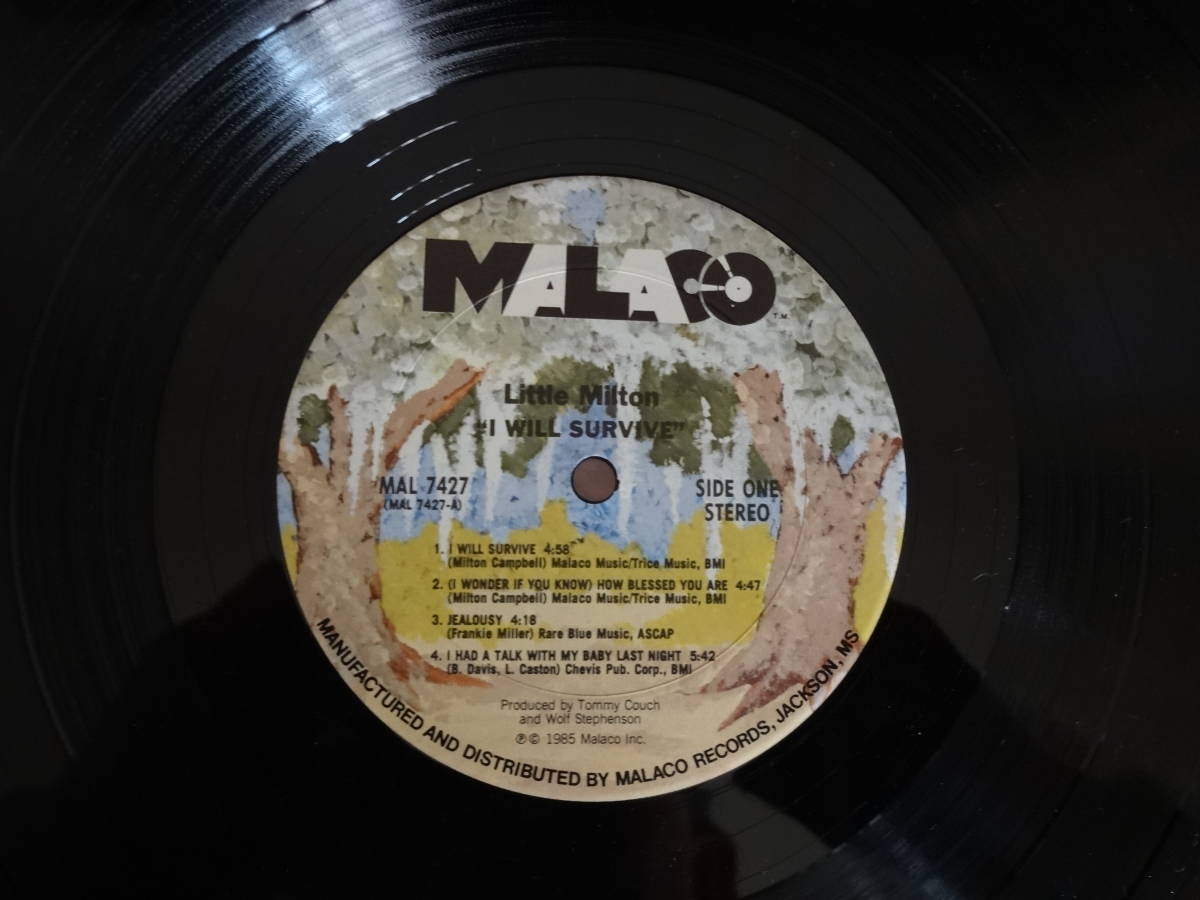 MALACO
T.M.
Little Milton
"I WILL SURVIVE"
MAL 7427
(MAL 7427-A)
SIDE ONE
STEREO
1. I WILL SURVIVE 4:58
(Milton Campbell) Malaco Music/Trice Music, BMI
2. (I WONDER IF YOU KNOW) HOW BLESSED YOU ARE 4:47
(Milton Campbell) Malaco Music/Trice Music, BMI
3. JEALOUSY 4:18
(Frankie Miller) Rare Blue Music, ASCAP
4. I HAD A TALK WITH MY BABY LAST NIGHT 5:42
(B. Davis, L. Caston) Chevis Pub. Corp., BMI
Produced by Tommy Couch
and Wolf Stephenson
℗© 1985 Malaco Inc.
MANUFACTURED AND DISTRIBUTED BY MALACO RECORDS, JACKSON, MS